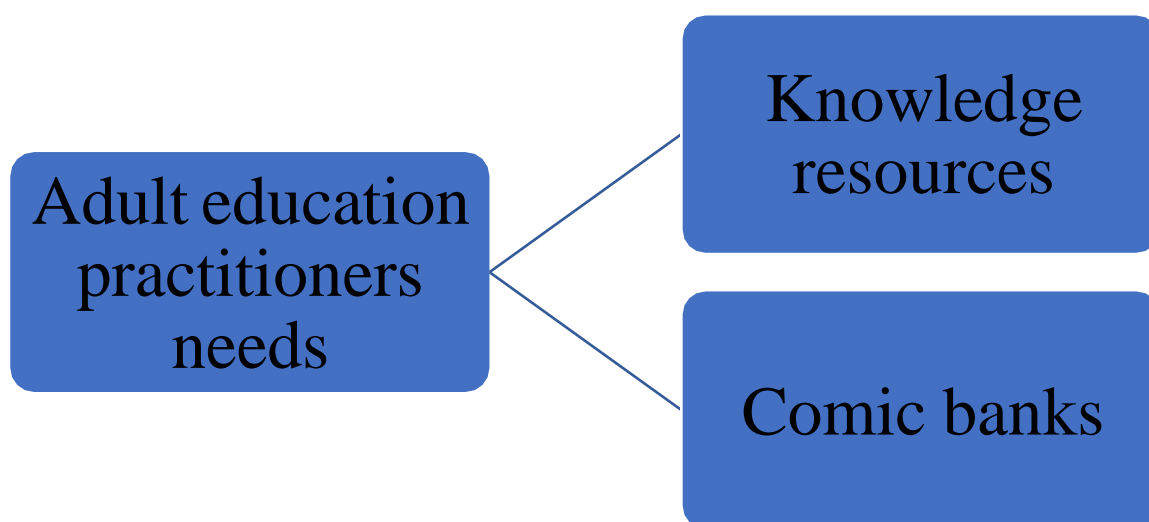 Adult education
practitioners
needs
Knowledge
resources
Comic banks